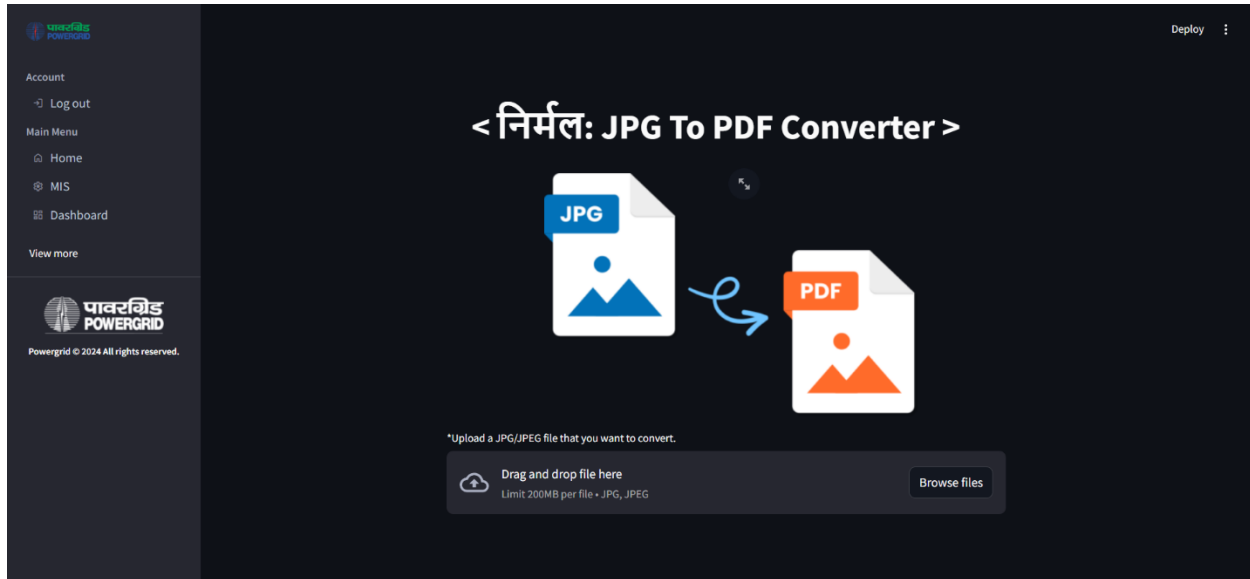 पावरग्रिड
POWERGRID
Account
Log out
Main Menu
Home
MIS
Dashboard
View more
पावरग्रिड
POWERGRID
Powergrid © 2024 All rights reserved.
Deploy
< निर्मल: JPG To PDF Converter >
JPG
PDF
*Upload a JPG/JPEG file that you want to convert.
Drag and drop file here
Limit 200MB per file • JPG, JPEG
Browse files